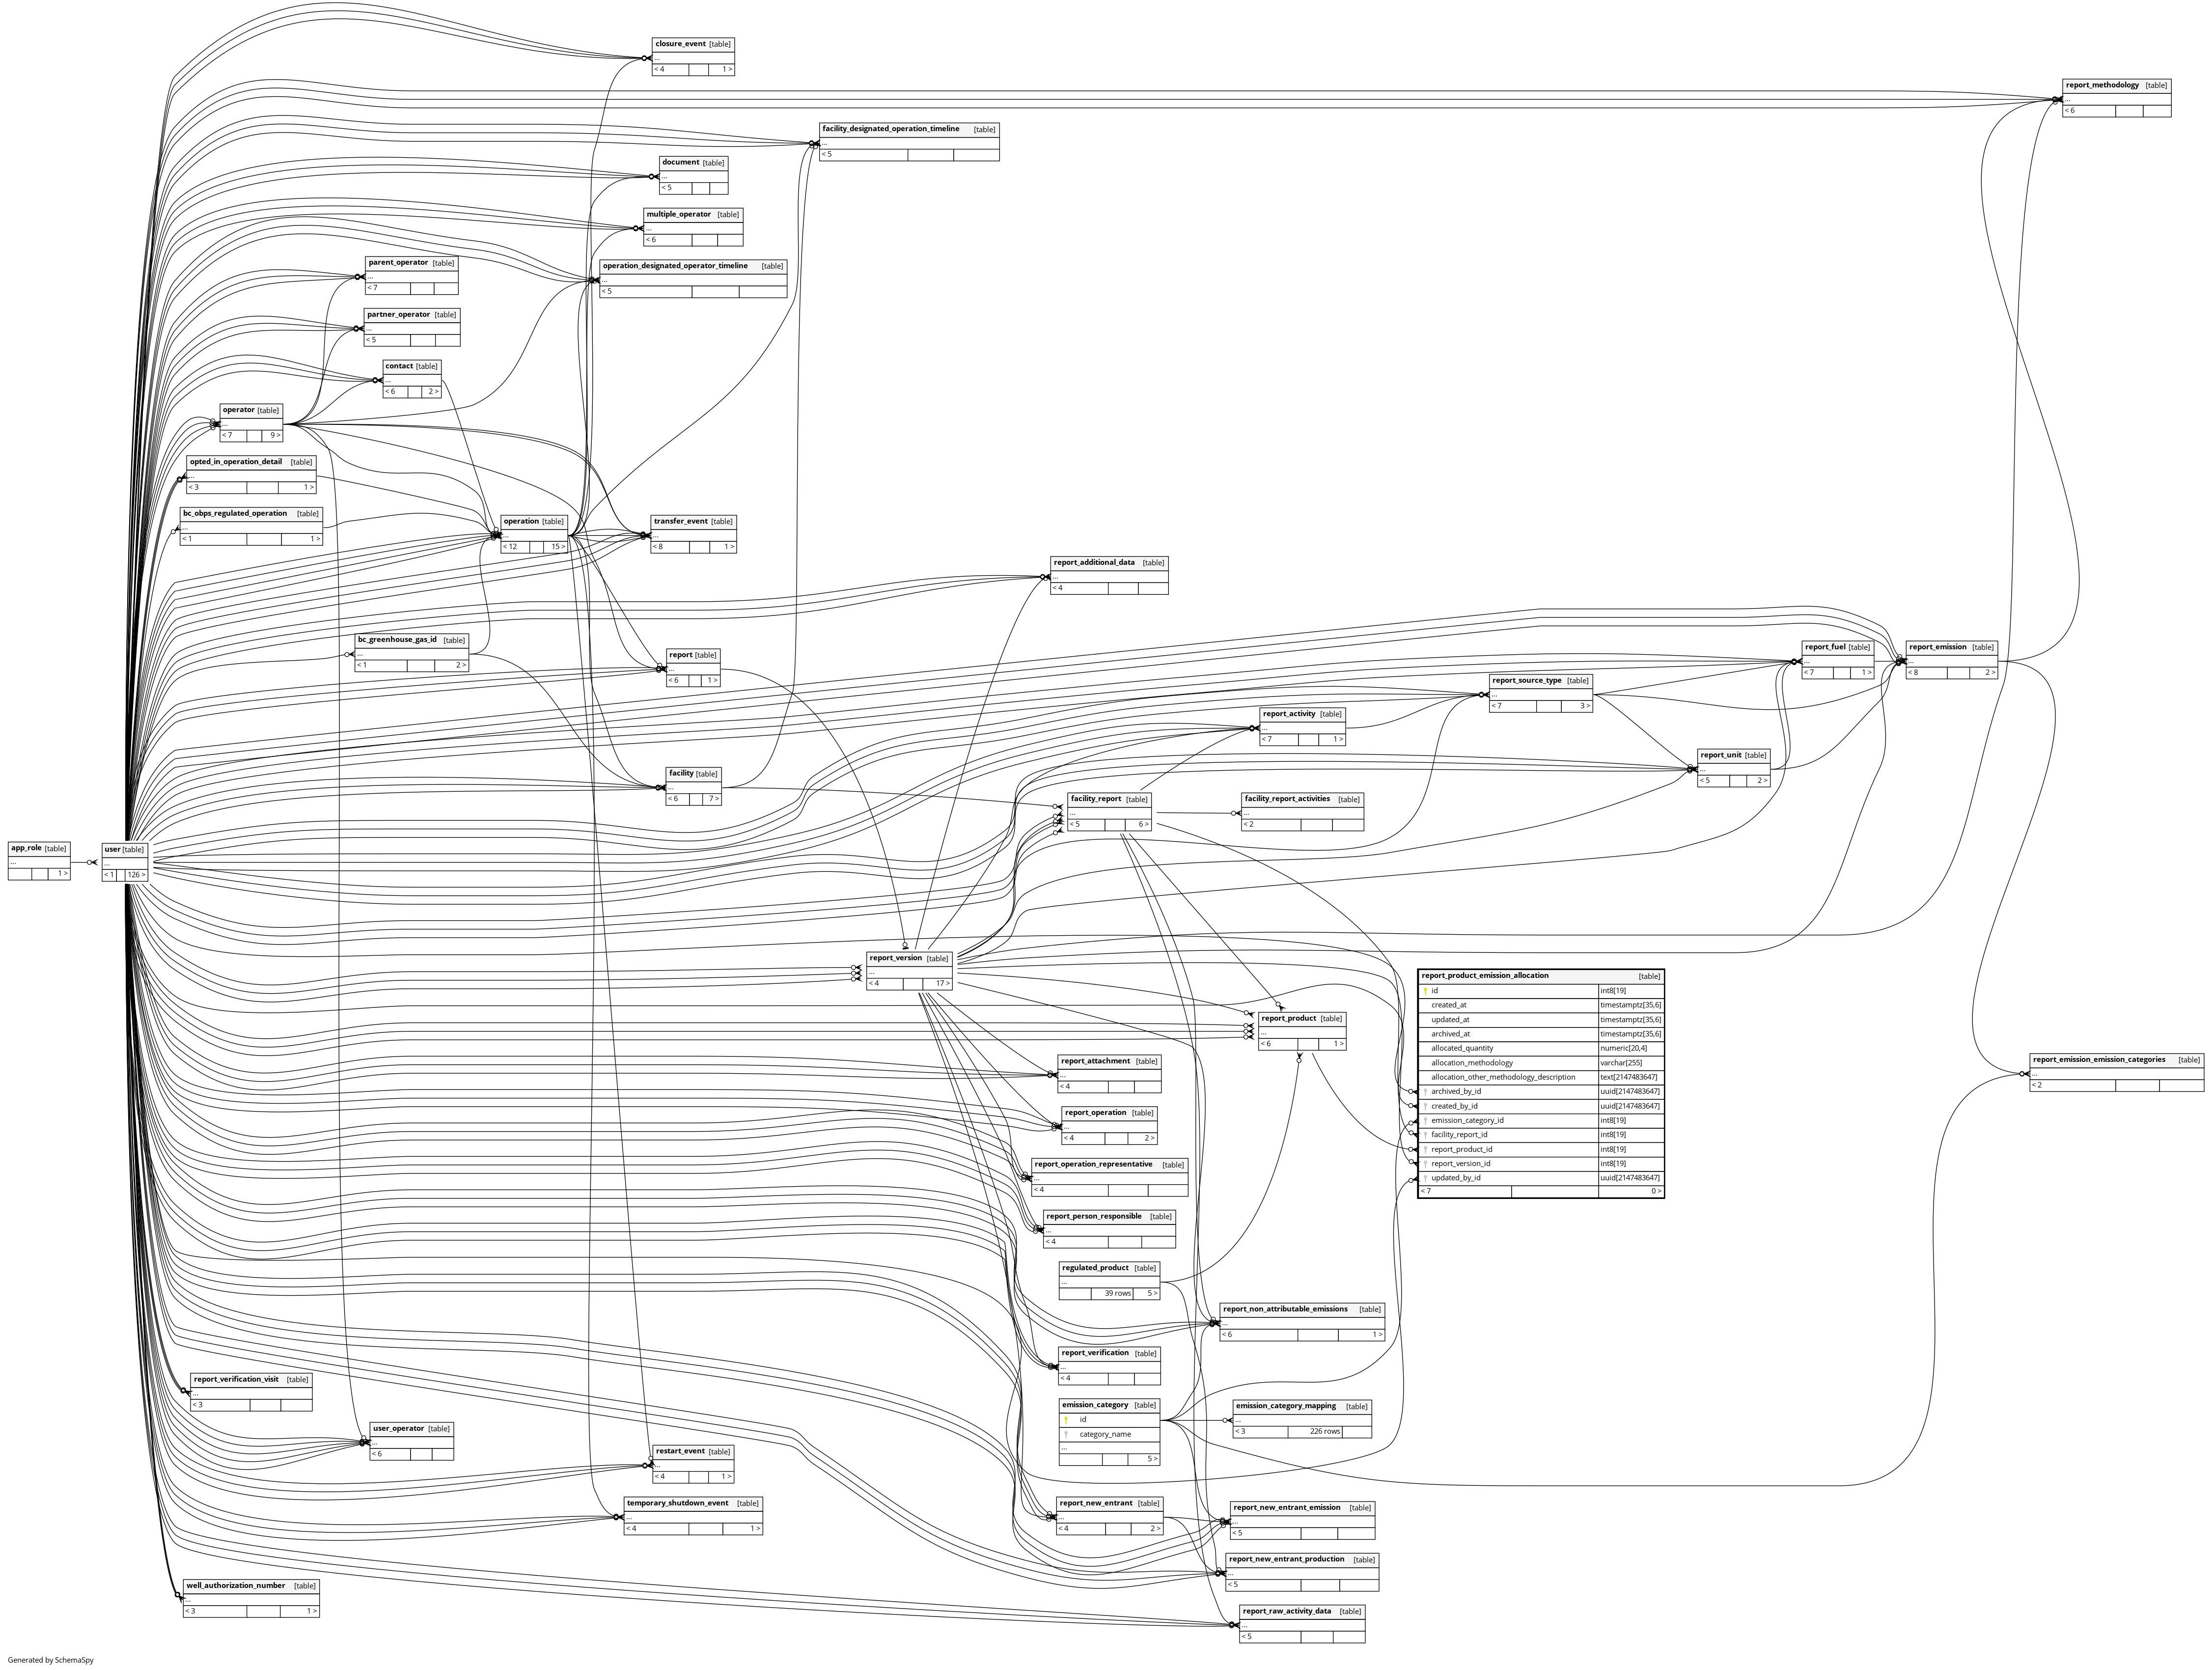 closure_event [table]
...
< 4 1 >
report_methodology [table]
...
< 6
facility_designated_operation_timeline [table]
...
< 5
document [table]
...
< 5
multiple_operator [table]
...
< 6
parent_operator [table]
...
< 7
operation_designated_operator_timeline [table]
...
< 5
partner_operator [table]
...
< 5
contact [table]
...
< 6 2 >
operator [table]
...
< 7 9 >
opted_in_operation_detail [table]
...
< 3 1 >
bc_obps_regulated_operation [table]
...
< 1 1 >
operation [table]
...
< 12 15 >
transfer_event [table]
...
< 8 1 >
report_additional_data [table]
...
< 4
bc_greenhouse_gas_id [table]
...
< 1 2 >
report [table]
...
< 6 1 >
report_fuel [table]
...
< 7 1 >
report_emission [table]
...
< 8 2 >
report_source_type [table]
...
< 7 3 >
report_activity [table]
...
< 7 1 >
report_unit [table]
...
< 5 2 >
facility [table]
...
< 6 7 >
facility_report [table]
...
< 5 6 >
facility_report_activities [table]
...
< 2
app_role [table]
...
1 >
user [table]
...
< 1 126 >
report_version [table]
...
< 4 17 >
report_product_emission_allocation [table]
id int8[19]
created_at timestamptz[35,6]
updated_at timestamptz[35,6]
archived_at timestamptz[35,6]
allocated_quantity numeric[20,4]
allocation_methodology varchar[255]
allocation_other_methodology_description text[2147483647]
archived_by_id uuid[2147483647]
created_by_id uuid[2147483647]
emission_category_id int8[19]
facility_report_id int8[19]
report_product_id int8[19]
report_version_id int8[19]
updated_by_id uuid[2147483647]
< 7 0 >
report_product [table]
...
< 6 1 >
report_attachment [table]
...
< 4
report_emission_emission_categories [table]
...
< 2
report_operation [table]
...
< 4 2 >
report_operation_representative [table]
...
< 4
report_person_responsible [table]
...
< 4
regulated_product [table]
...
39 rows 5 >
report_non_attributable_emissions [table]
...
< 6 1 >
report_verification [table]
...
< 4
report_verification_visit [table]
...
< 3
emission_category [table]
id
category_name
...
5 >
emission_category_mapping [table]
...
< 3 226 rows
user_operator [table]
...
< 6
restart_event [table]
...
< 4 1 >
temporary_shutdown_event [table]
...
< 4 1 >
report_new_entrant [table]
...
< 4 2 >
report_new_entrant_emission [table]
...
< 5
report_new_entrant_production [table]
...
< 5
well_authorization_number [table]
...
< 3 1 >
report_raw_activity_data [table]
...
< 5
Generated by SchemaSpy